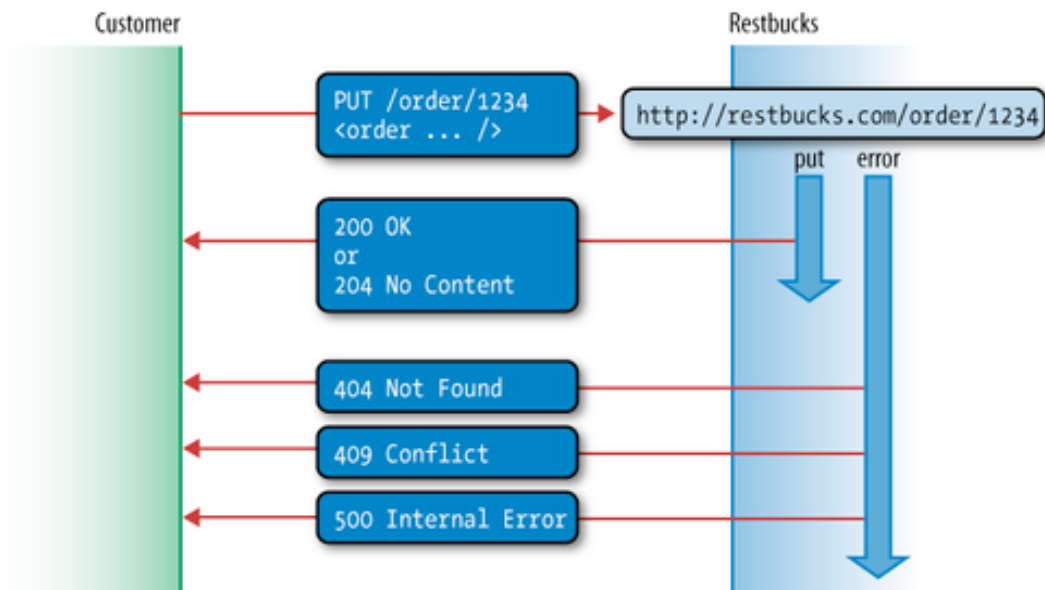 Customer
Restbucks
PUT /order/1234
<order ... />
http://restbucks.com/order/1234
put
error
200 OK
or
204 No Content
404 Not Found
409 Conflict
500 Internal Error